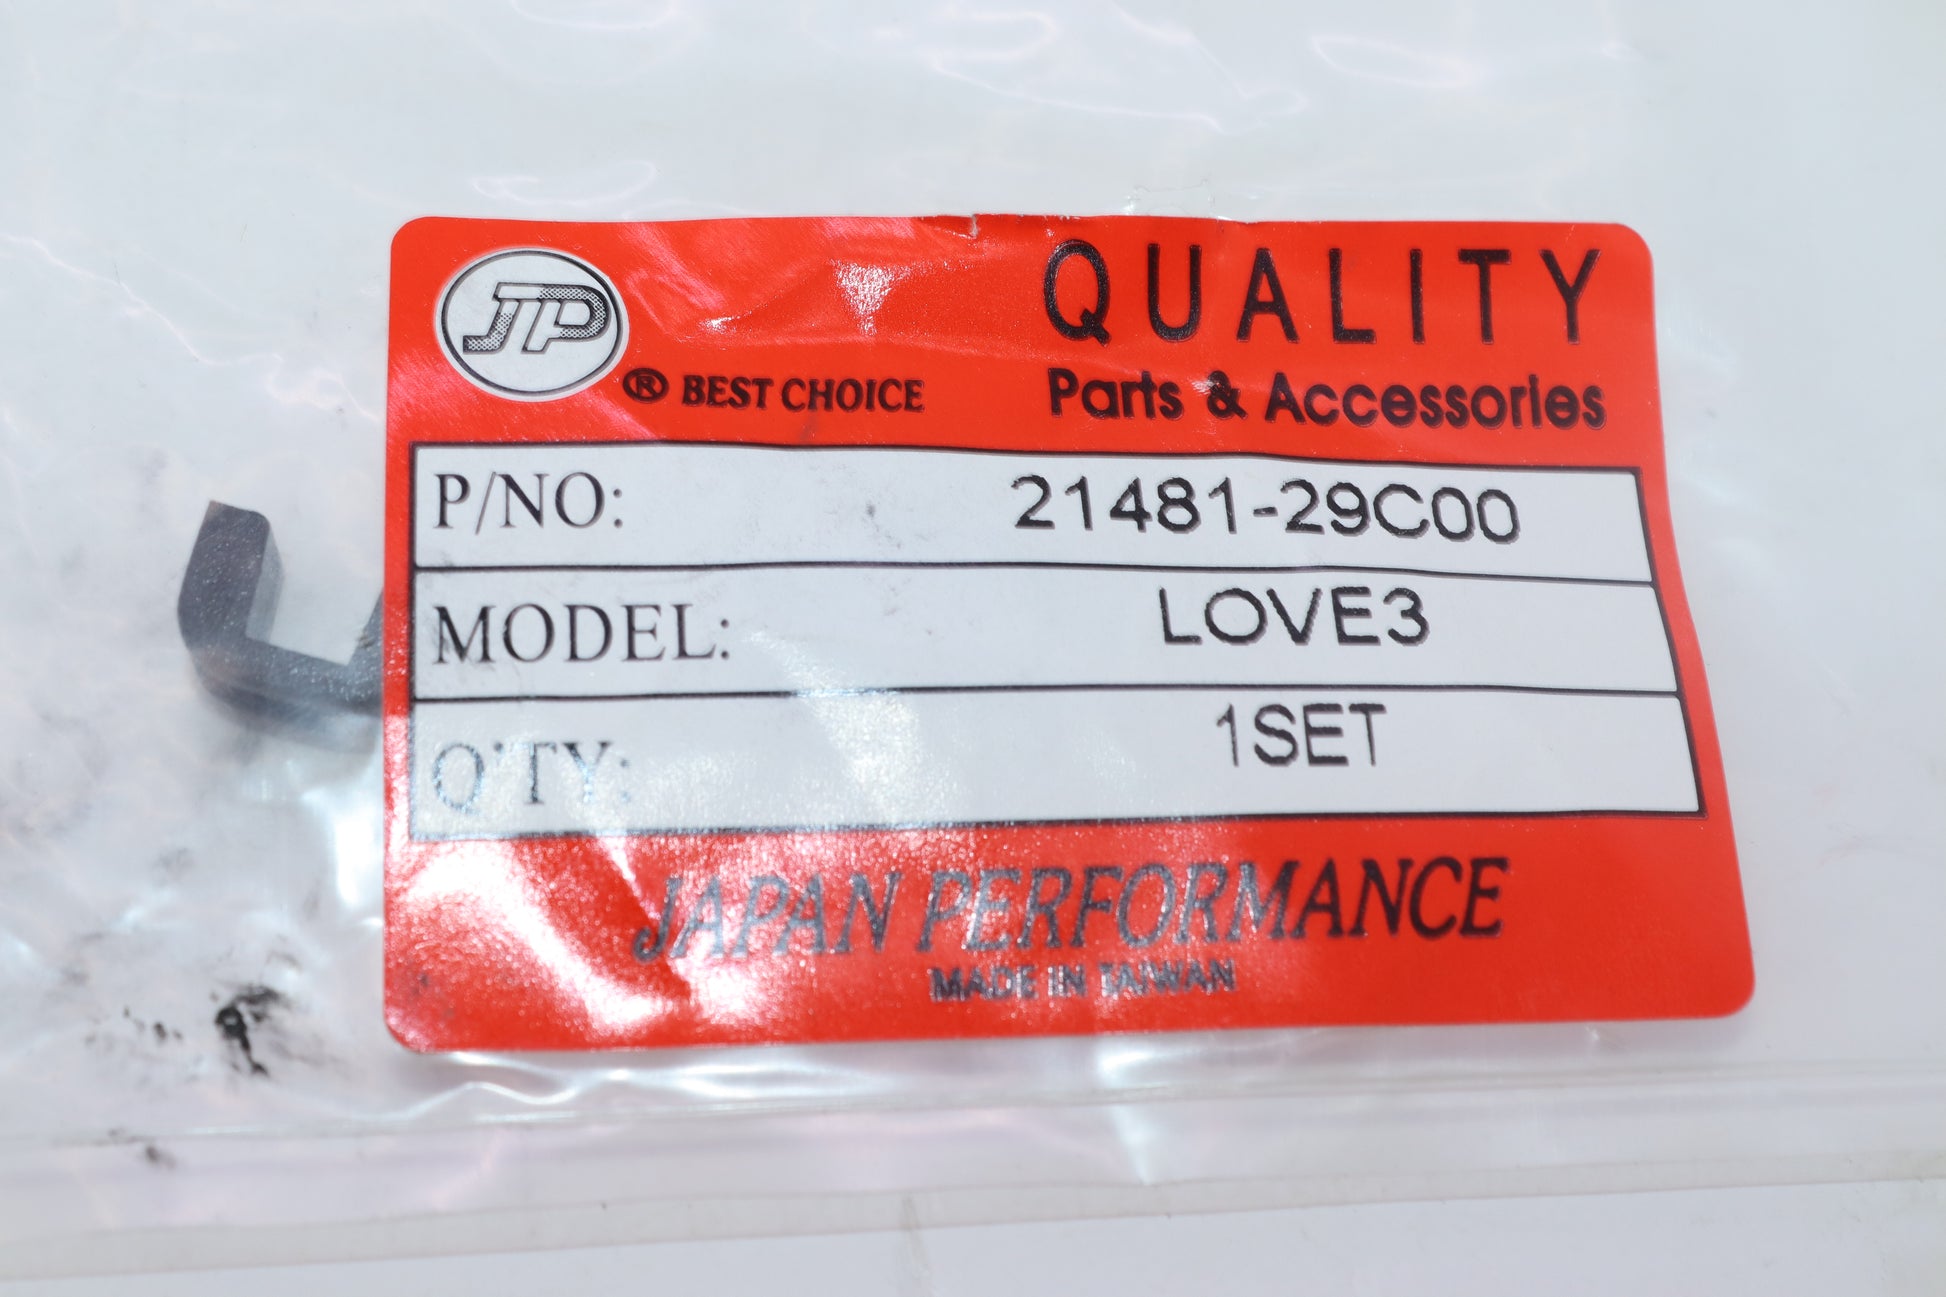 JP
QUALITY
® BEST CHOICE
Parts & Accessories
P/NO: 21481-29C00
MODEL: LOVE3
Q'TY: 1SET
JAPAN PERFORMANCE
MADE IN TAIWAN